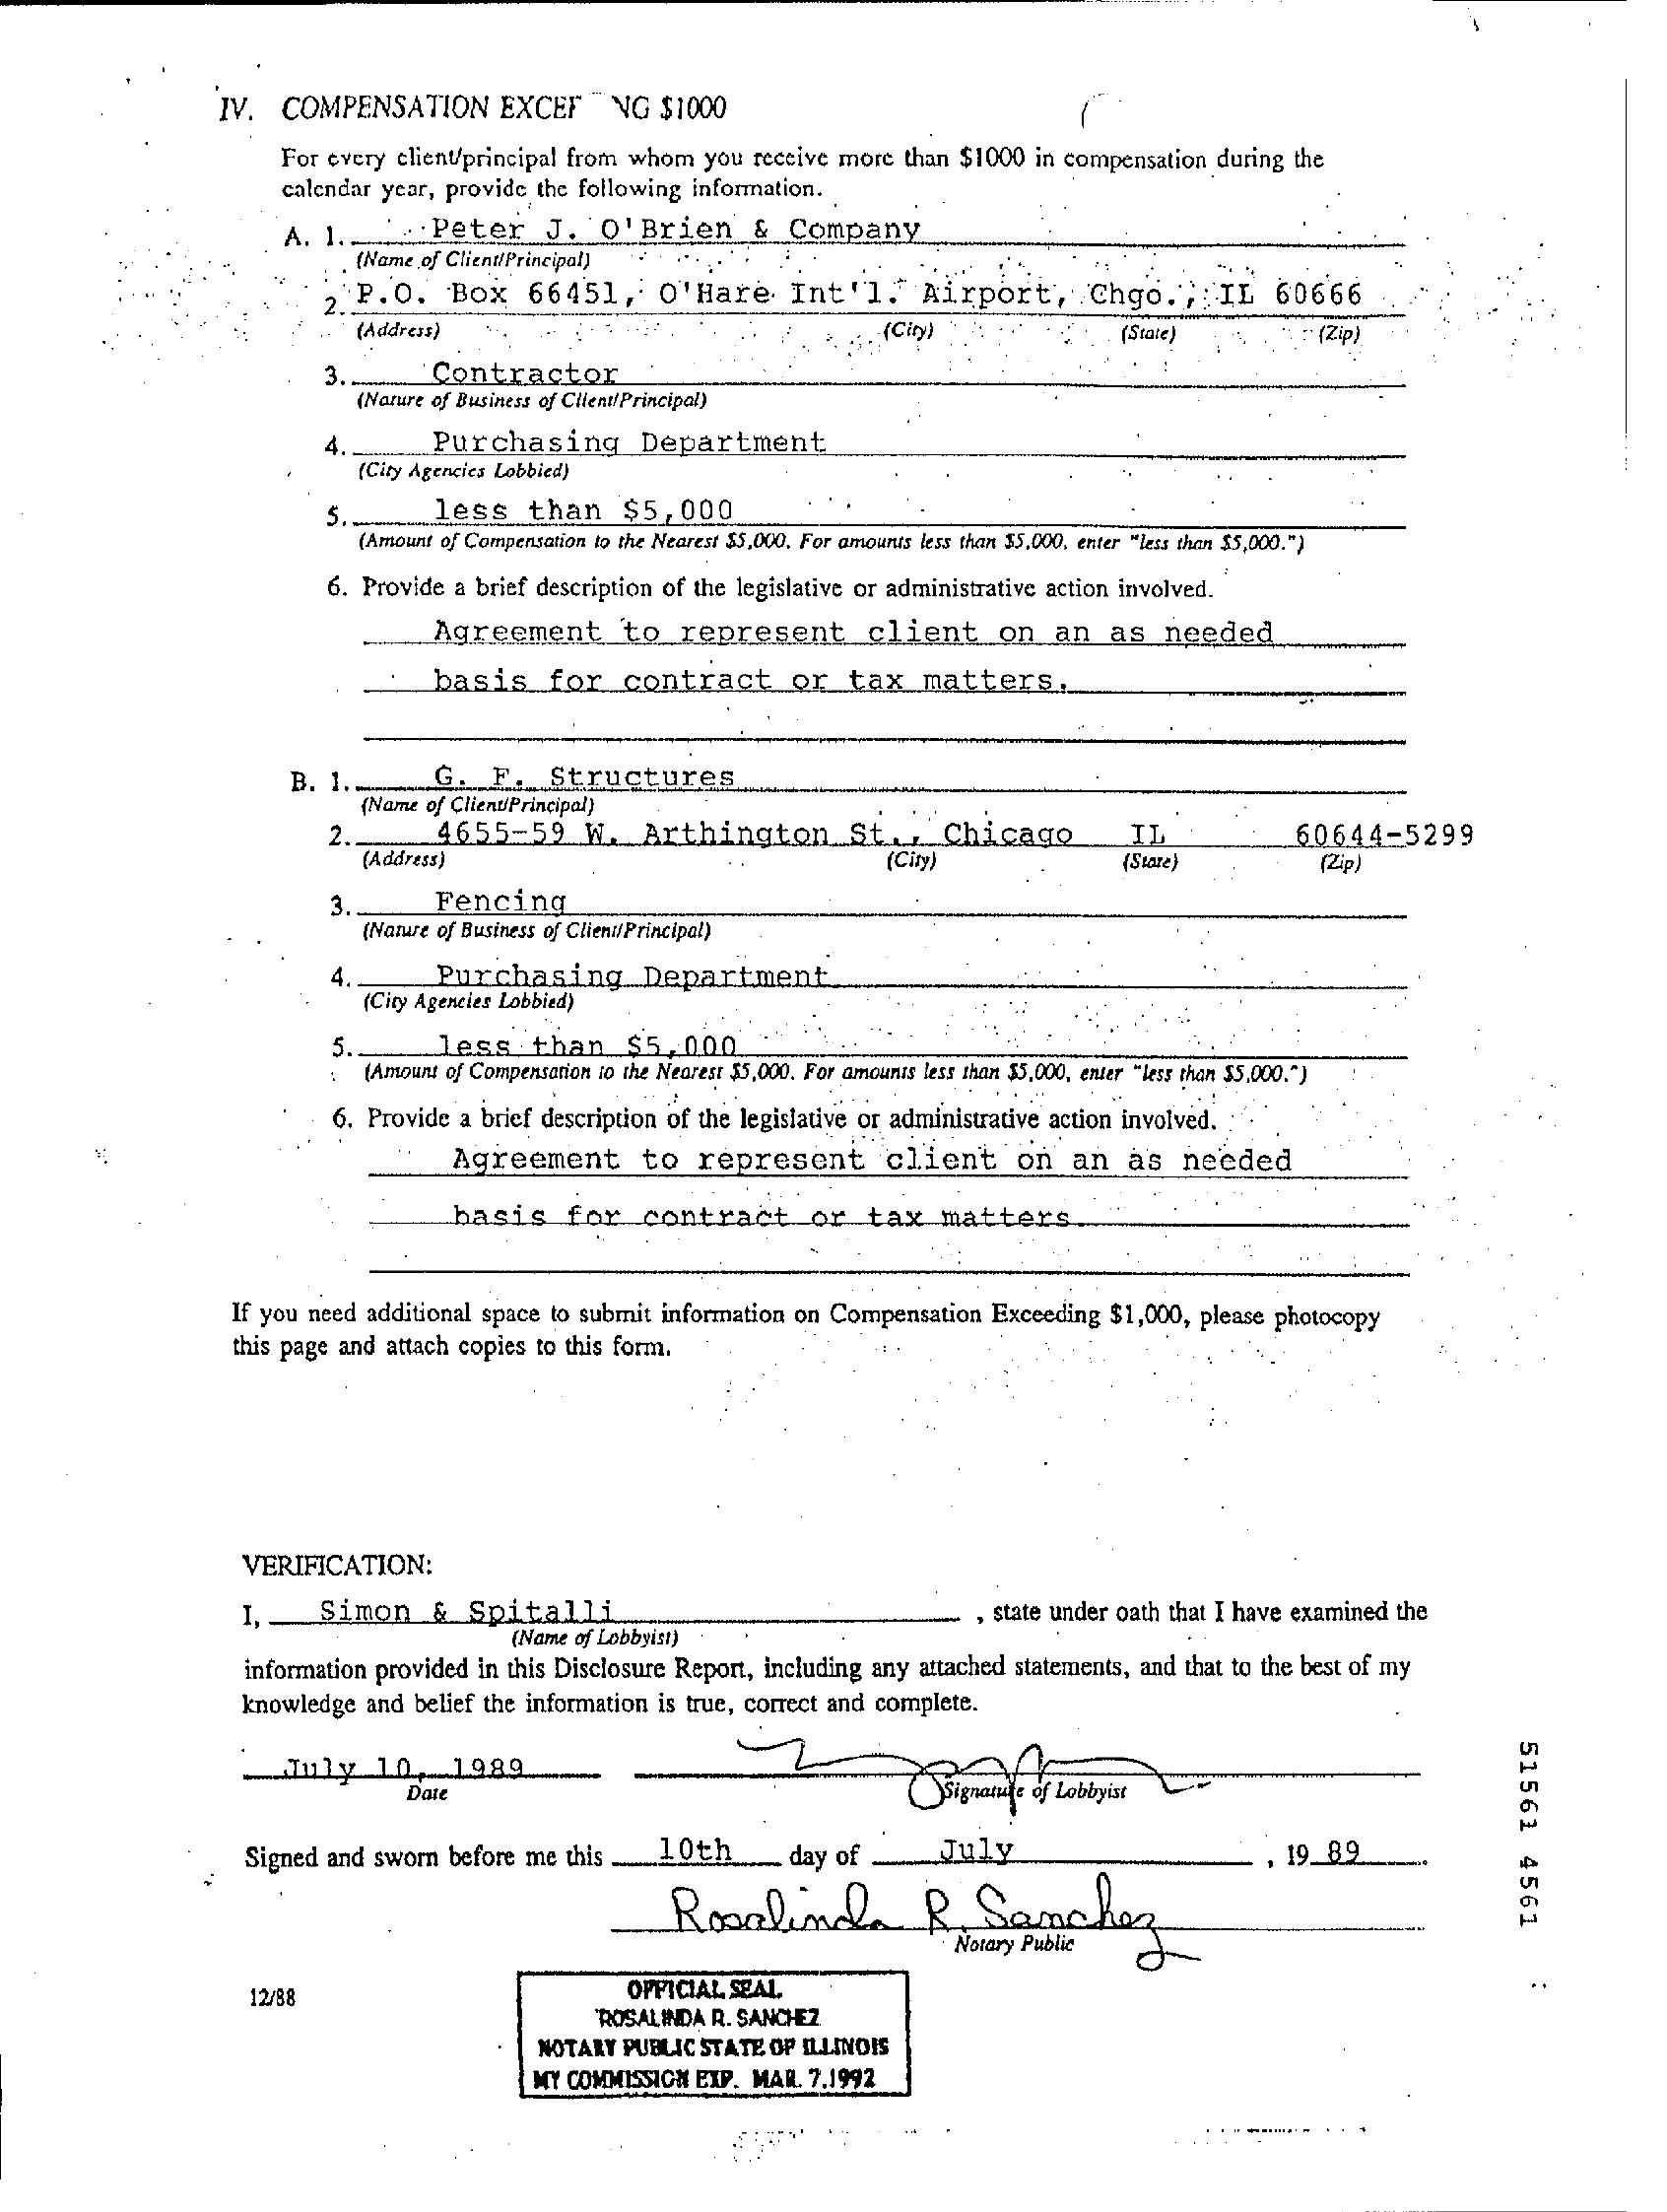 IV. COMPENSATION EXCE NG $1000
For every client/principal from whom you receive more than $1000 in compensation during the
calendar year, provide the following information.
A. 1. Peter J. O'Brien & Company
(Name of Client/Principal)
2. P.O. Box 66451, O'Hare Int'l. Airport, Chgo., IL 60666
(Address) (City) (State) (Zip)
3. Contractor
(Nature of Business of Client/Principal)
4. Purchasing Department
(City Agencies Lobbied)
5. less than $5,000
(Amount of Compensation to the Nearest $5,000. For amounts less than $5,000, enter "less than $5,000.")
6. Provide a brief description of the legislative or administrative action involved.
Agreement to represent client on an as needed
basis for contract or tax matters.
B. 1. G. F. Structures
(Name of Client/Principal)
2. 4655-59 W. Arthington St., Chicago IL 60644-5299
(Address) (City) (State) (Zip)
3. Fencing
(Nature of Business of Client/Principal)
4. Purchasing Department
(City Agencies Lobbied)
5. less than $5,000
(Amount of Compensation to the Nearest $5,000. For amounts less than $5,000, enter "less than $5,000.")
6. Provide a brief description of the legislative or administrative action involved.
Agreement to represent client on an as needed
basis for contract or tax matters.
If you need additional space to submit information on Compensation Exceeding $1,000, please photocopy
this page and attach copies to this form.
VERIFICATION:
I, Simon & Spitalli , state under oath that I have examined the
(Name of Lobbyist)
information provided in this Disclosure Report, including any attached statements, and that to the best of my
knowledge and belief the information is true, correct and complete.
July 10, 1989
Date Signature of Lobbyist
Signed and sworn before me this 10th day of July , 19 89
Rosalinda R. Sanchez
Notary Public
12/88
OFFICIAL SEAL
ROSALINDA R. SANCHEZ
NOTARY PUBLIC STATE OF ILLINOIS
MY COMMISSION EXP. MAR. 7,1992
51561 4561